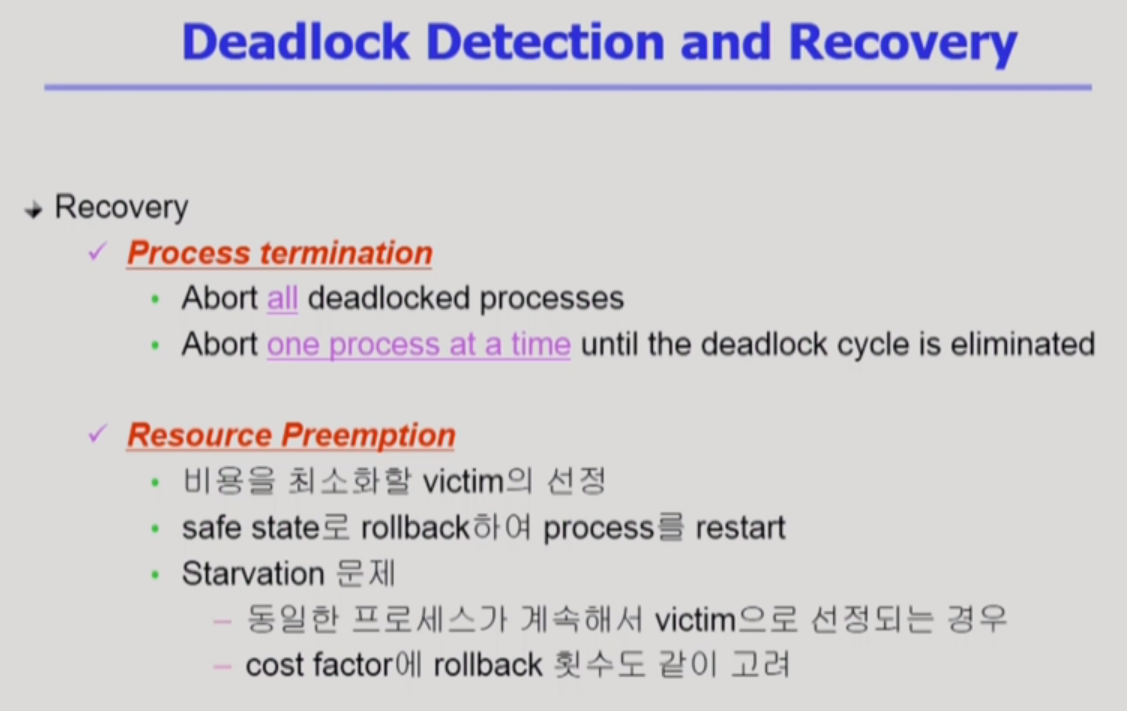 Deadlock Detection and Recovery
Recovery
Process termination
Abort all deadlocked processes
Abort one process at a time until the deadlock cycle is eliminated
Resource Preemption
비용을 최소화할 victim의 선정
safe state로 rollback하여 process를 restart
Starvation 문제
동일한 프로세스가 계속해서 victim으로 선정되는 경우
cost factor에 rollback 횟수도 같이 고려